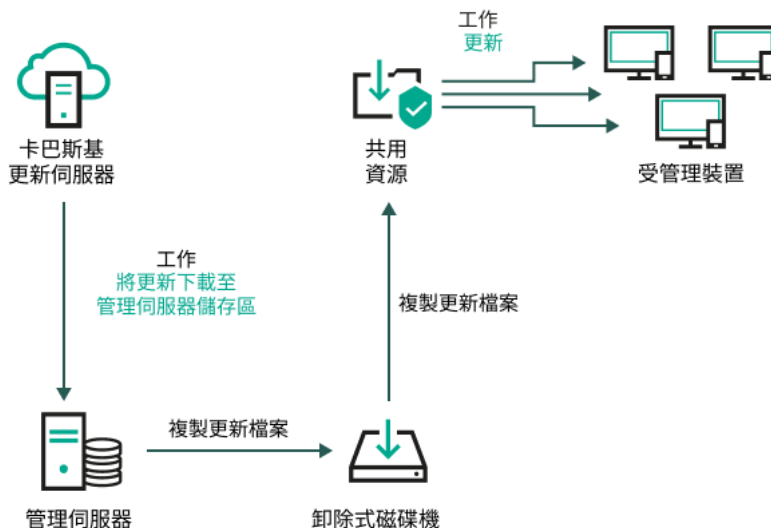 工作
更新
卡巴斯基
更新伺服器
共用
資源
受管理裝置
工作
將更新下載至
管理伺服器儲存區
複製更新檔案
複製更新檔案
管理伺服器
卸除式磁碟機